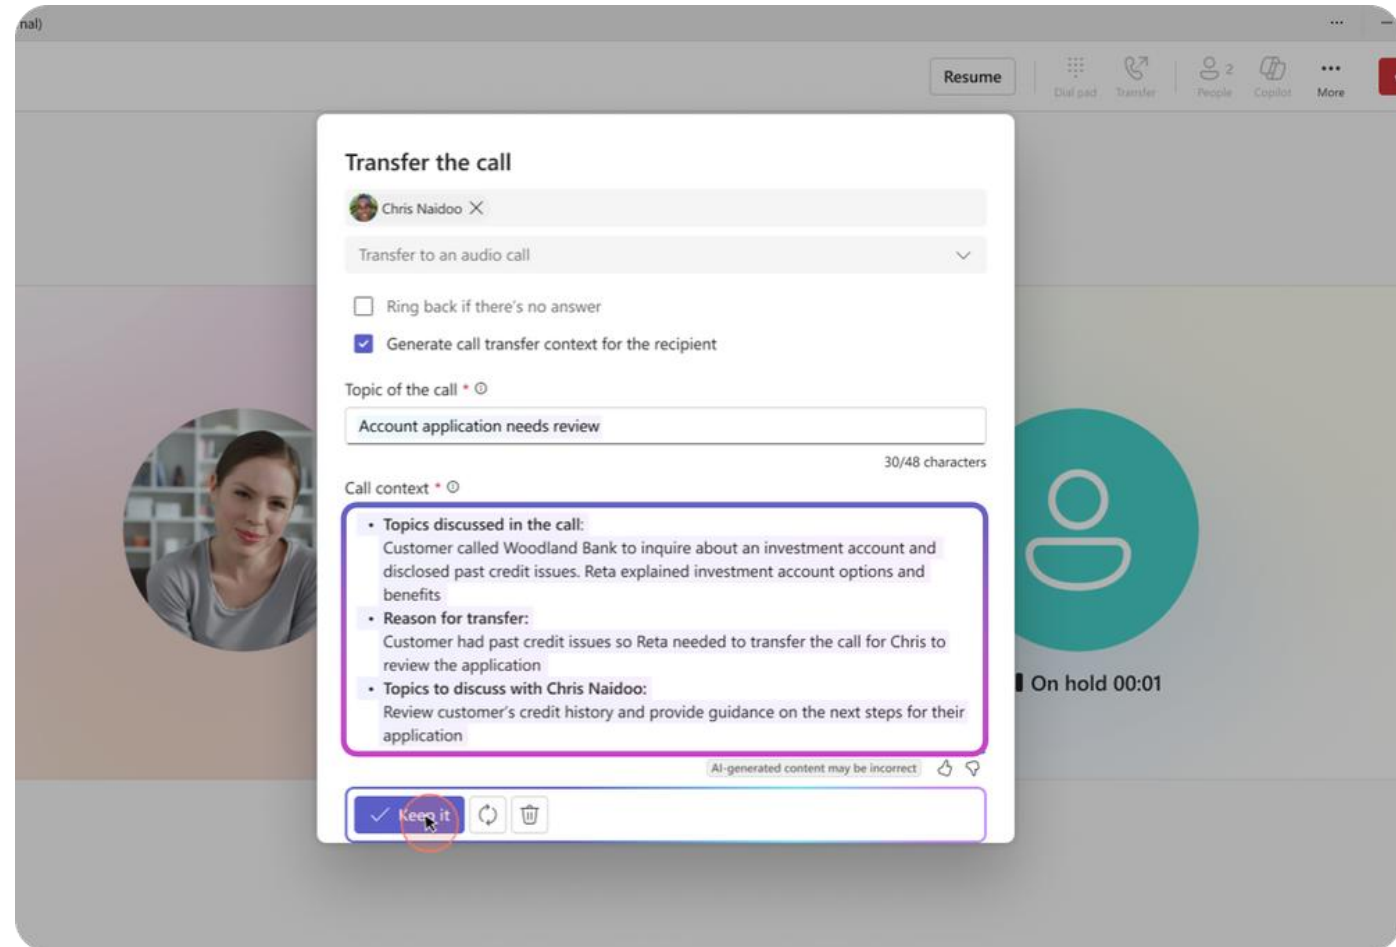 nal)
Resume
Dial pad
Transfer
2
People
Copilot
More
Transfer the call
Chris Naidoo
Transfer to an audio call
Ring back if there's no answer
Generate call transfer context for the recipient
Topic of the call *
Account application needs review
30/48 characters
Call context *
• Topics discussed in the call:
Customer called Woodland Bank to inquire about an investment account and
disclosed past credit issues. Reta explained investment account options and
benefits
• Reason for transfer:
Customer had past credit issues so Reta needed to transfer the call for Chris to
review the application
• Topics to discuss with Chris Naidoo:
Review customer's credit history and provide guidance on the next steps for their
application
AI-generated content may be incorrect
Keep it
On hold 00:01